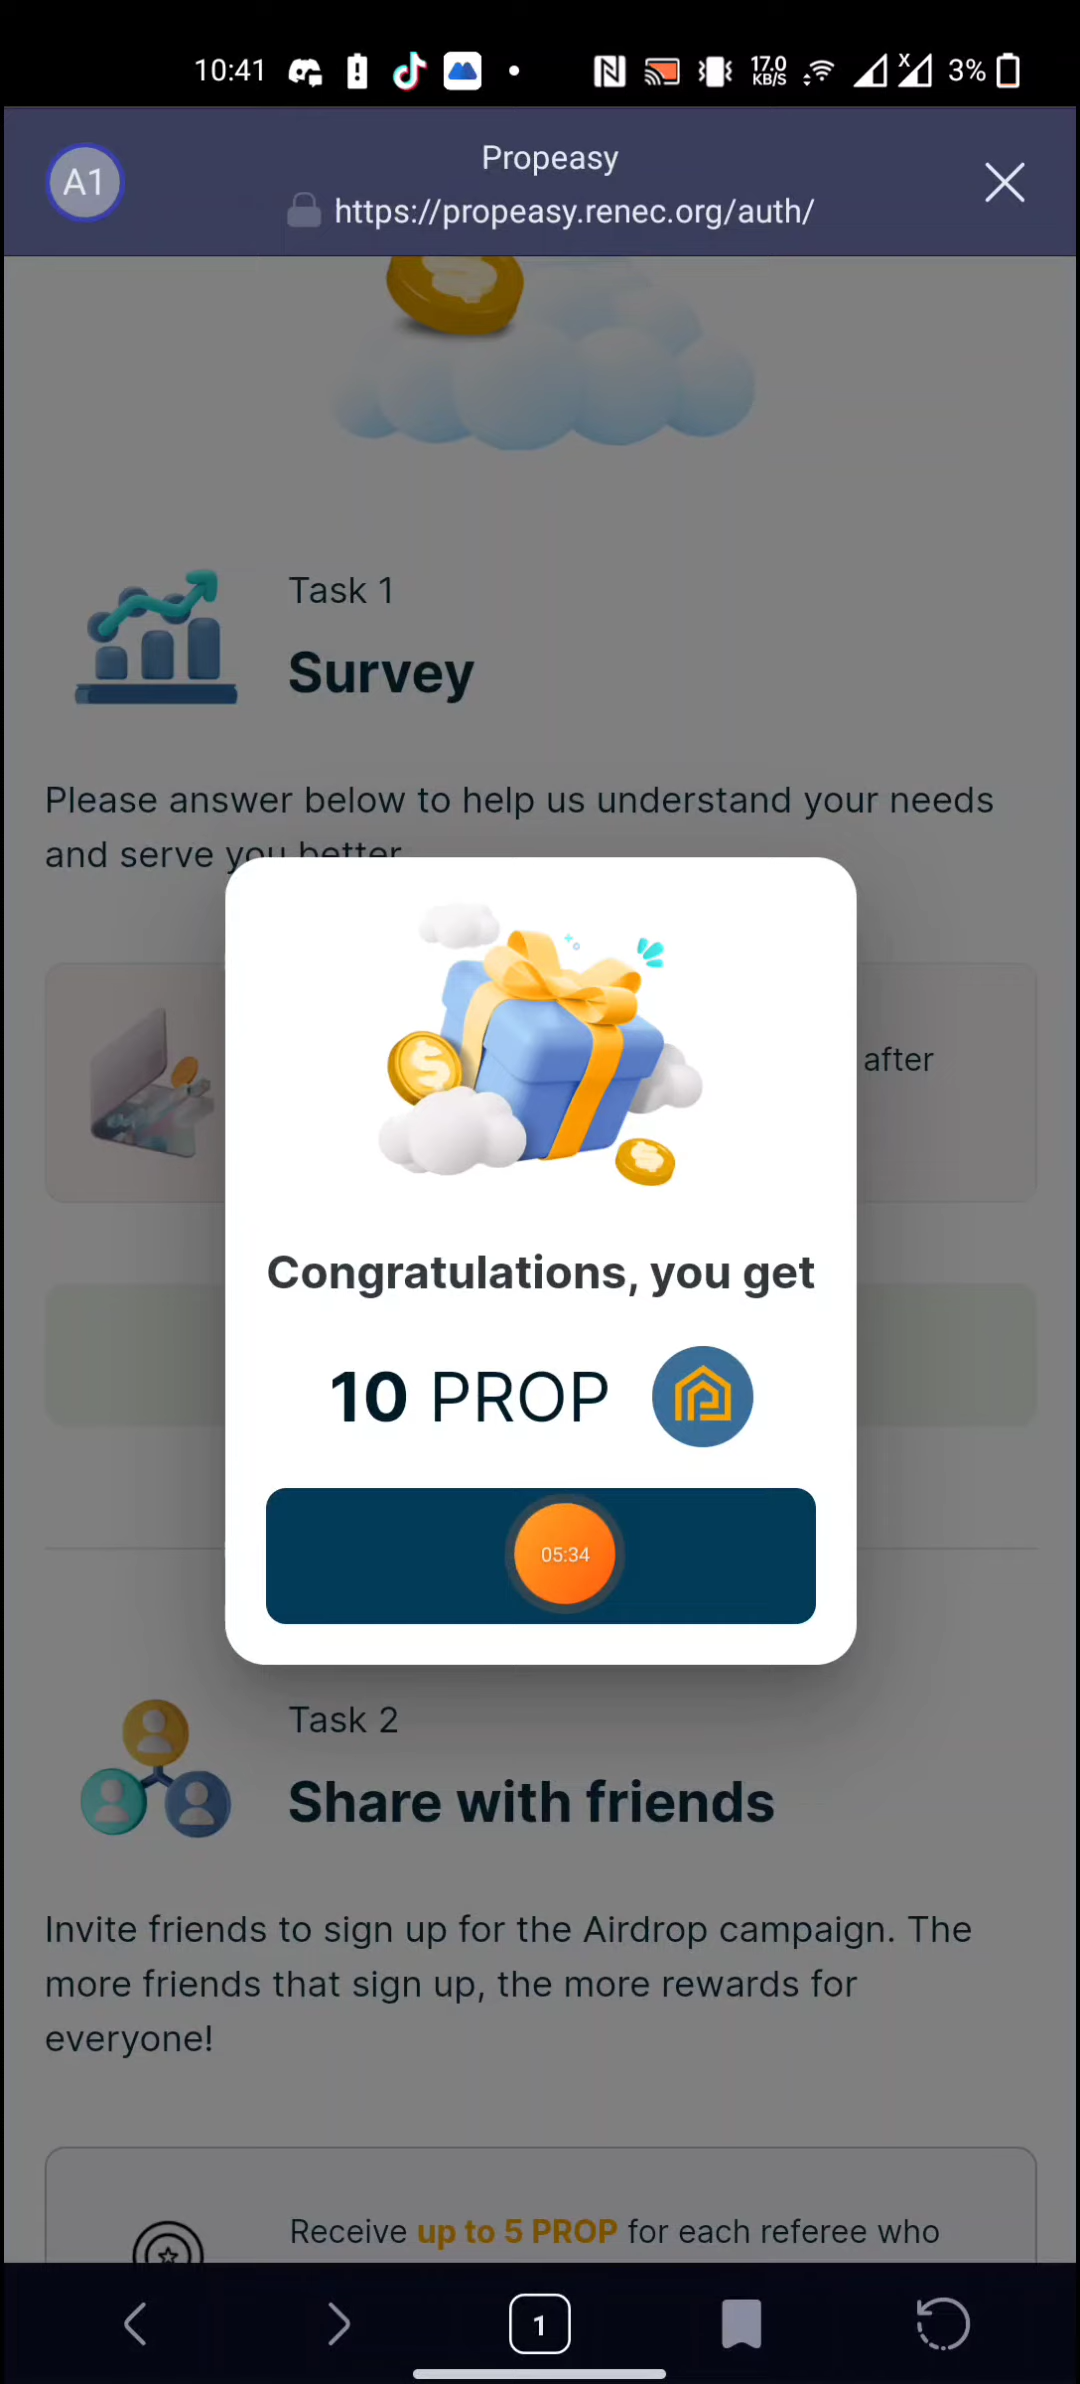 10:41
17.0
KB/S
3%
A1
Propeasy
https://propeasy.renec.org/auth/
Task 1
Survey
Please answer below to help us understand your needs
and serve you better
after
Congratulations, you get
10 PROP
05:34
Task 2
Share with friends
Invite friends to sign up for the Airdrop campaign. The
more friends that sign up, the more rewards for
everyone!
Receive up to 5 PROP for each referee who
1